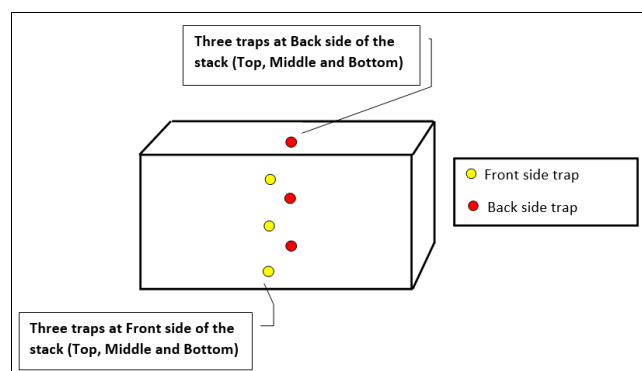 Three traps at Back side of the
stack (Top, Middle and Bottom)
Front side trap
Back side trap
Three traps at Front side of the
stack (Top, Middle and Bottom)